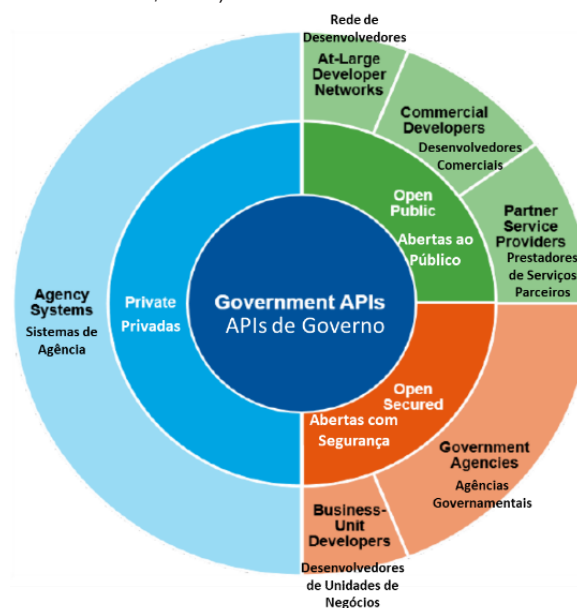 Rede de
Desenvolvedores
At-Large
Developer
Networks
Commercial
Developers
Desenvolvedores
Comerciais
Open
Public
Abertas ao
Público
Partner
Service
Providers
Prestadores
de Serviços
Parceiros
Agency
Systems
Sistemas de
Agência
Private
Privadas
Government APIs
APIs de Governo
Open
Secured
Abertas com
Segurança
Government
Agencies
Agências
Governamentais
Business-
Unit
Developers
Desenvolvedores
de Unidades de
Negócios